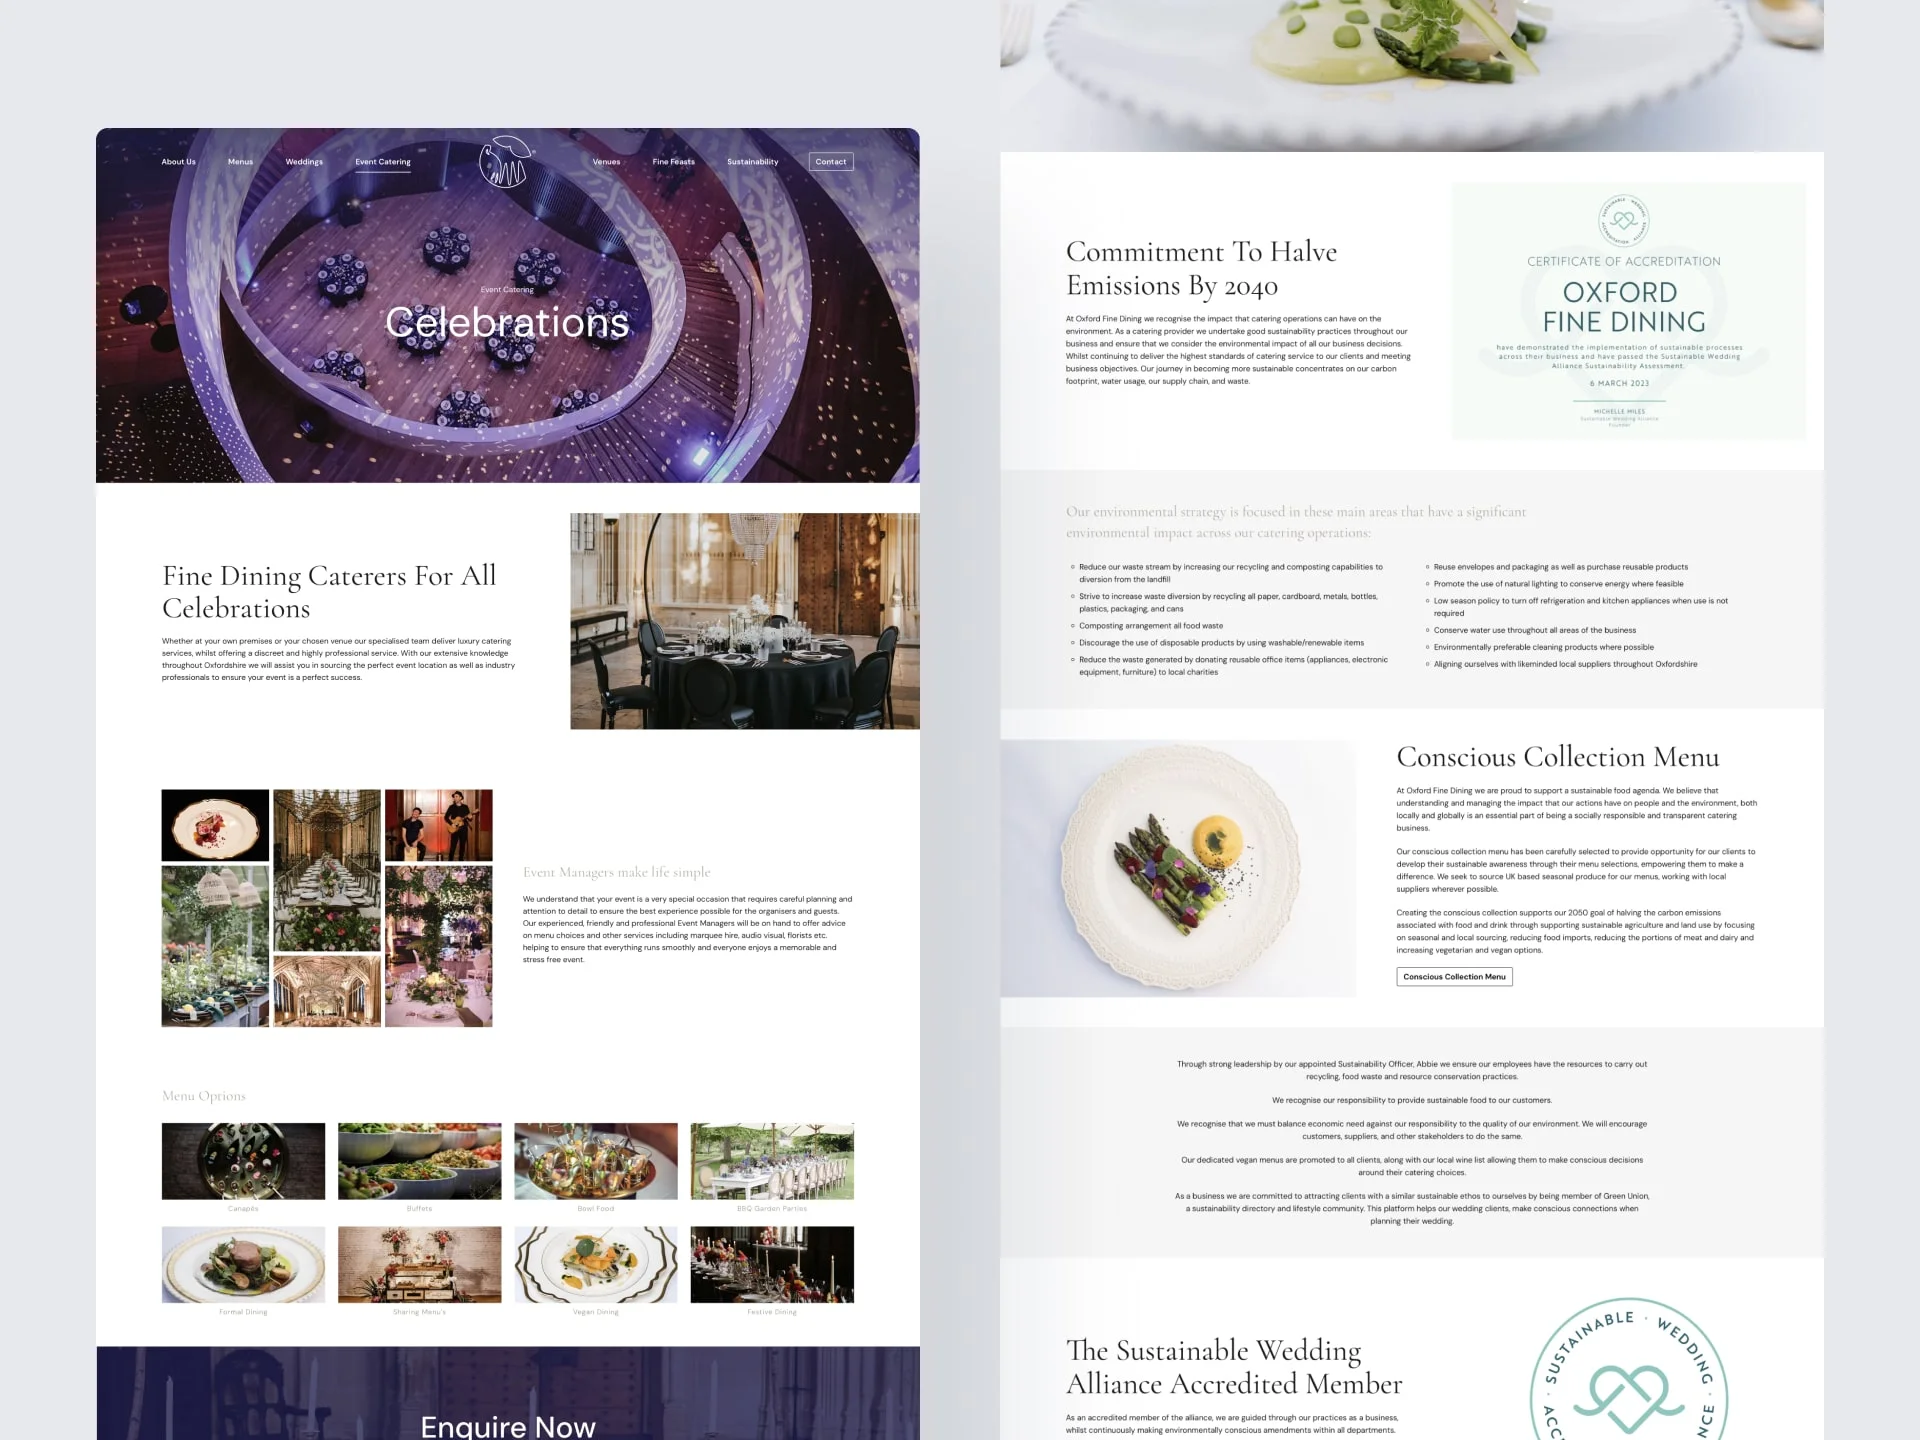 About Us
Menus
Weddings
Event Catering
Venues
Fine Feasts
Sustainability
Contact
Event Catering
Celebrations
Fine Dining Caterers For All
Celebrations
Whether at your own premises or your chosen venue our specialised team deliver luxury catering
services, whilst offering a discreet and highly professional service. With our extensive knowledge
throughout Oxfordshire we will assist you in sourcing the perfect event location as well as industry
professionals to ensure your event is a perfect success.
Event Managers make life simple
We understand that your event is a very special occasion that requires careful planning and
attention to detail to ensure the best experience possible for the organisers and guests.
Our experienced, friendly and professional Event Managers will be on hand to offer advice
on menu choices and other services including marquee hire, audio visual, florists etc.
helping to ensure that everything runs smoothly and everyone enjoys a memorable and
stress free event.
Menu Options
Canapés
Buffets
Bowl Food
BBQ Garden Parties
Formal Dining
Sharing Menu's
Vegan Dining
Festive Dining
Enquire Now
Commitment To Halve
Emissions By 2040
At Oxford Fine Dining we recognise the impact that catering operations can have on the
environment. As a catering provider we undertake good sustainability practices throughout our
business and ensure that we consider the environmental impact of all our business decisions.
Whilst continuing to deliver the highest standards of catering service to our clients and meeting
business objectives. Our journey in becoming more sustainable concentrates on our carbon
footprint, water usage, our supply chain, and waste.
SUSTAINABLE · WEDDING · ALLIANCE · ACCREDITATION
CERTIFICATE OF ACCREDITATION
OXFORD
FINE DINING
have demonstrated the implementation of sustainable processes
across their business and have passed the Sustainable Wedding
Alliance Sustainability Assessment.
6 MARCH 2023
MICHELLE MILES
Sustainable Wedding Alliance
Founder
Our environmental strategy is focused in these main areas that have a significant
environmental impact across our catering operations:
Reduce our waste stream by increasing our recycling and composting capabilities to
diversion from the landfill
Strive to increase waste diversion by recycling all paper, cardboard, metals, bottles,
plastics, packaging, and cans
Composting arrangement all food waste
Discourage the use of disposable products by using washable/renewable items
Reduce the waste generated by donating reusable office items (appliances, electronic
equipment, furniture) to local charities
Reuse envelopes and packaging as well as purchase reusable products
Promote the use of natural lighting to conserve energy where feasible
Low season policy to turn off refrigeration and kitchen appliances when use is not
required
Conserve water use throughout all areas of the business
Environmentally preferable cleaning products where possible
Aligning ourselves with likeminded local suppliers throughout Oxfordshire
Conscious Collection Menu
At Oxford Fine Dining we are proud to support a sustainable food agenda. We believe that
understanding and managing the impact that our actions have on people and the environment, both
locally and globally is an essential part of being a socially responsible and transparent catering
business.
Our conscious collection menu has been carefully selected to provide opportunity for our clients to
develop their sustainable awareness through their menu selections, empowering them to make a
difference. We seek to source UK based seasonal produce for our menus, working with local
suppliers wherever possible.
Creating the conscious collection supports our 2050 goal of halving the carbon emissions
associated with food and drink through supporting sustainable agriculture and land use by focusing
on seasonal and local sourcing, reducing food imports, reducing the portions of meat and dairy and
increasing vegetarian and vegan options.
Conscious Collection Menu
Through strong leadership by our appointed Sustainability Officer, Abbie we ensure our employees have the resources to carry out
recycling, food waste and resource conservation practices.
We recognise our responsibility to provide sustainable food to our customers.
We recognise that we must balance economic need against our responsibility to the quality of our environment. We will encourage
customers, suppliers, and other stakeholders to do the same.
Our dedicated vegan menus are promoted to all clients, along with our local wine list allowing them to make conscious decisions
around their catering choices.
As a business we are committed to attracting clients with a similar sustainable ethos to ourselves by being member of Green Union,
a sustainability directory and lifestyle community. This platform helps our wedding clients, make conscious connections when
planning their wedding.
The Sustainable Wedding
Alliance Accredited Member
As an accredited member of the alliance, we are guided through our practices as a business,
whilst continuously making environmentally conscious amendments within all departments.
ACC · SUSTAINABLE · WEDDING · NCE